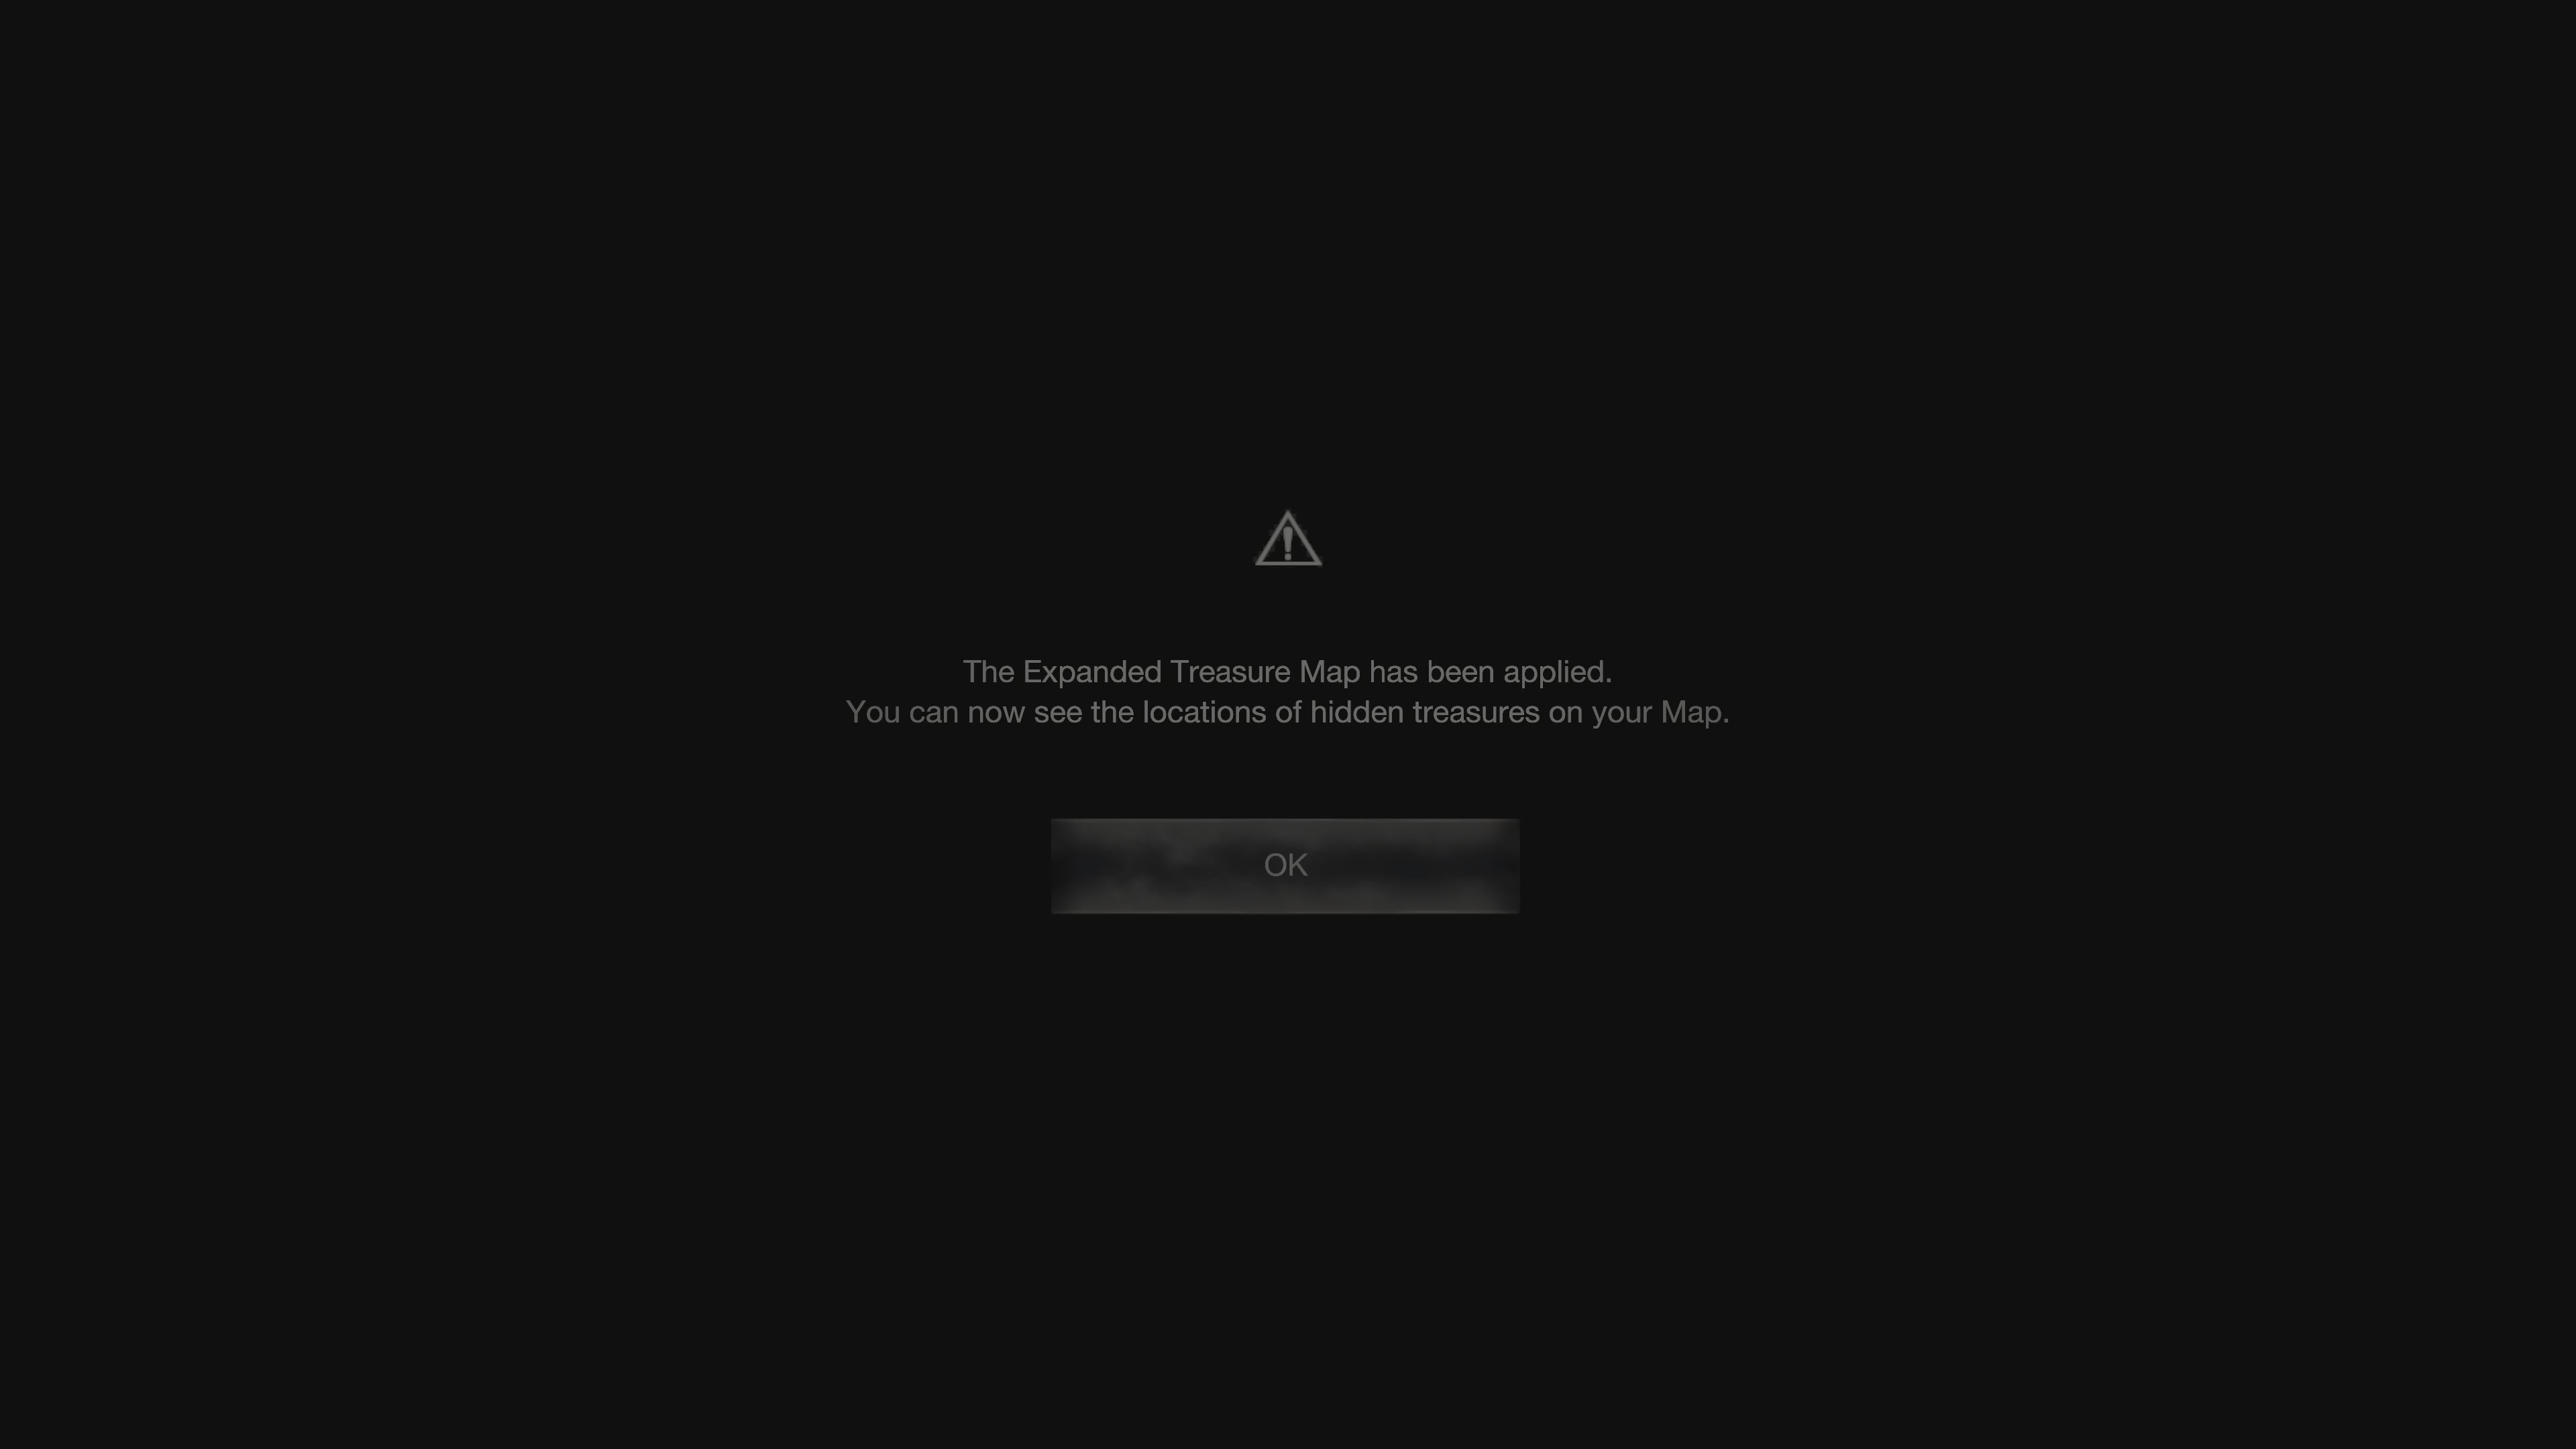 The Expanded Treasure Map has been applied.
You can now see the locations of hidden treasures on your Map.
OK